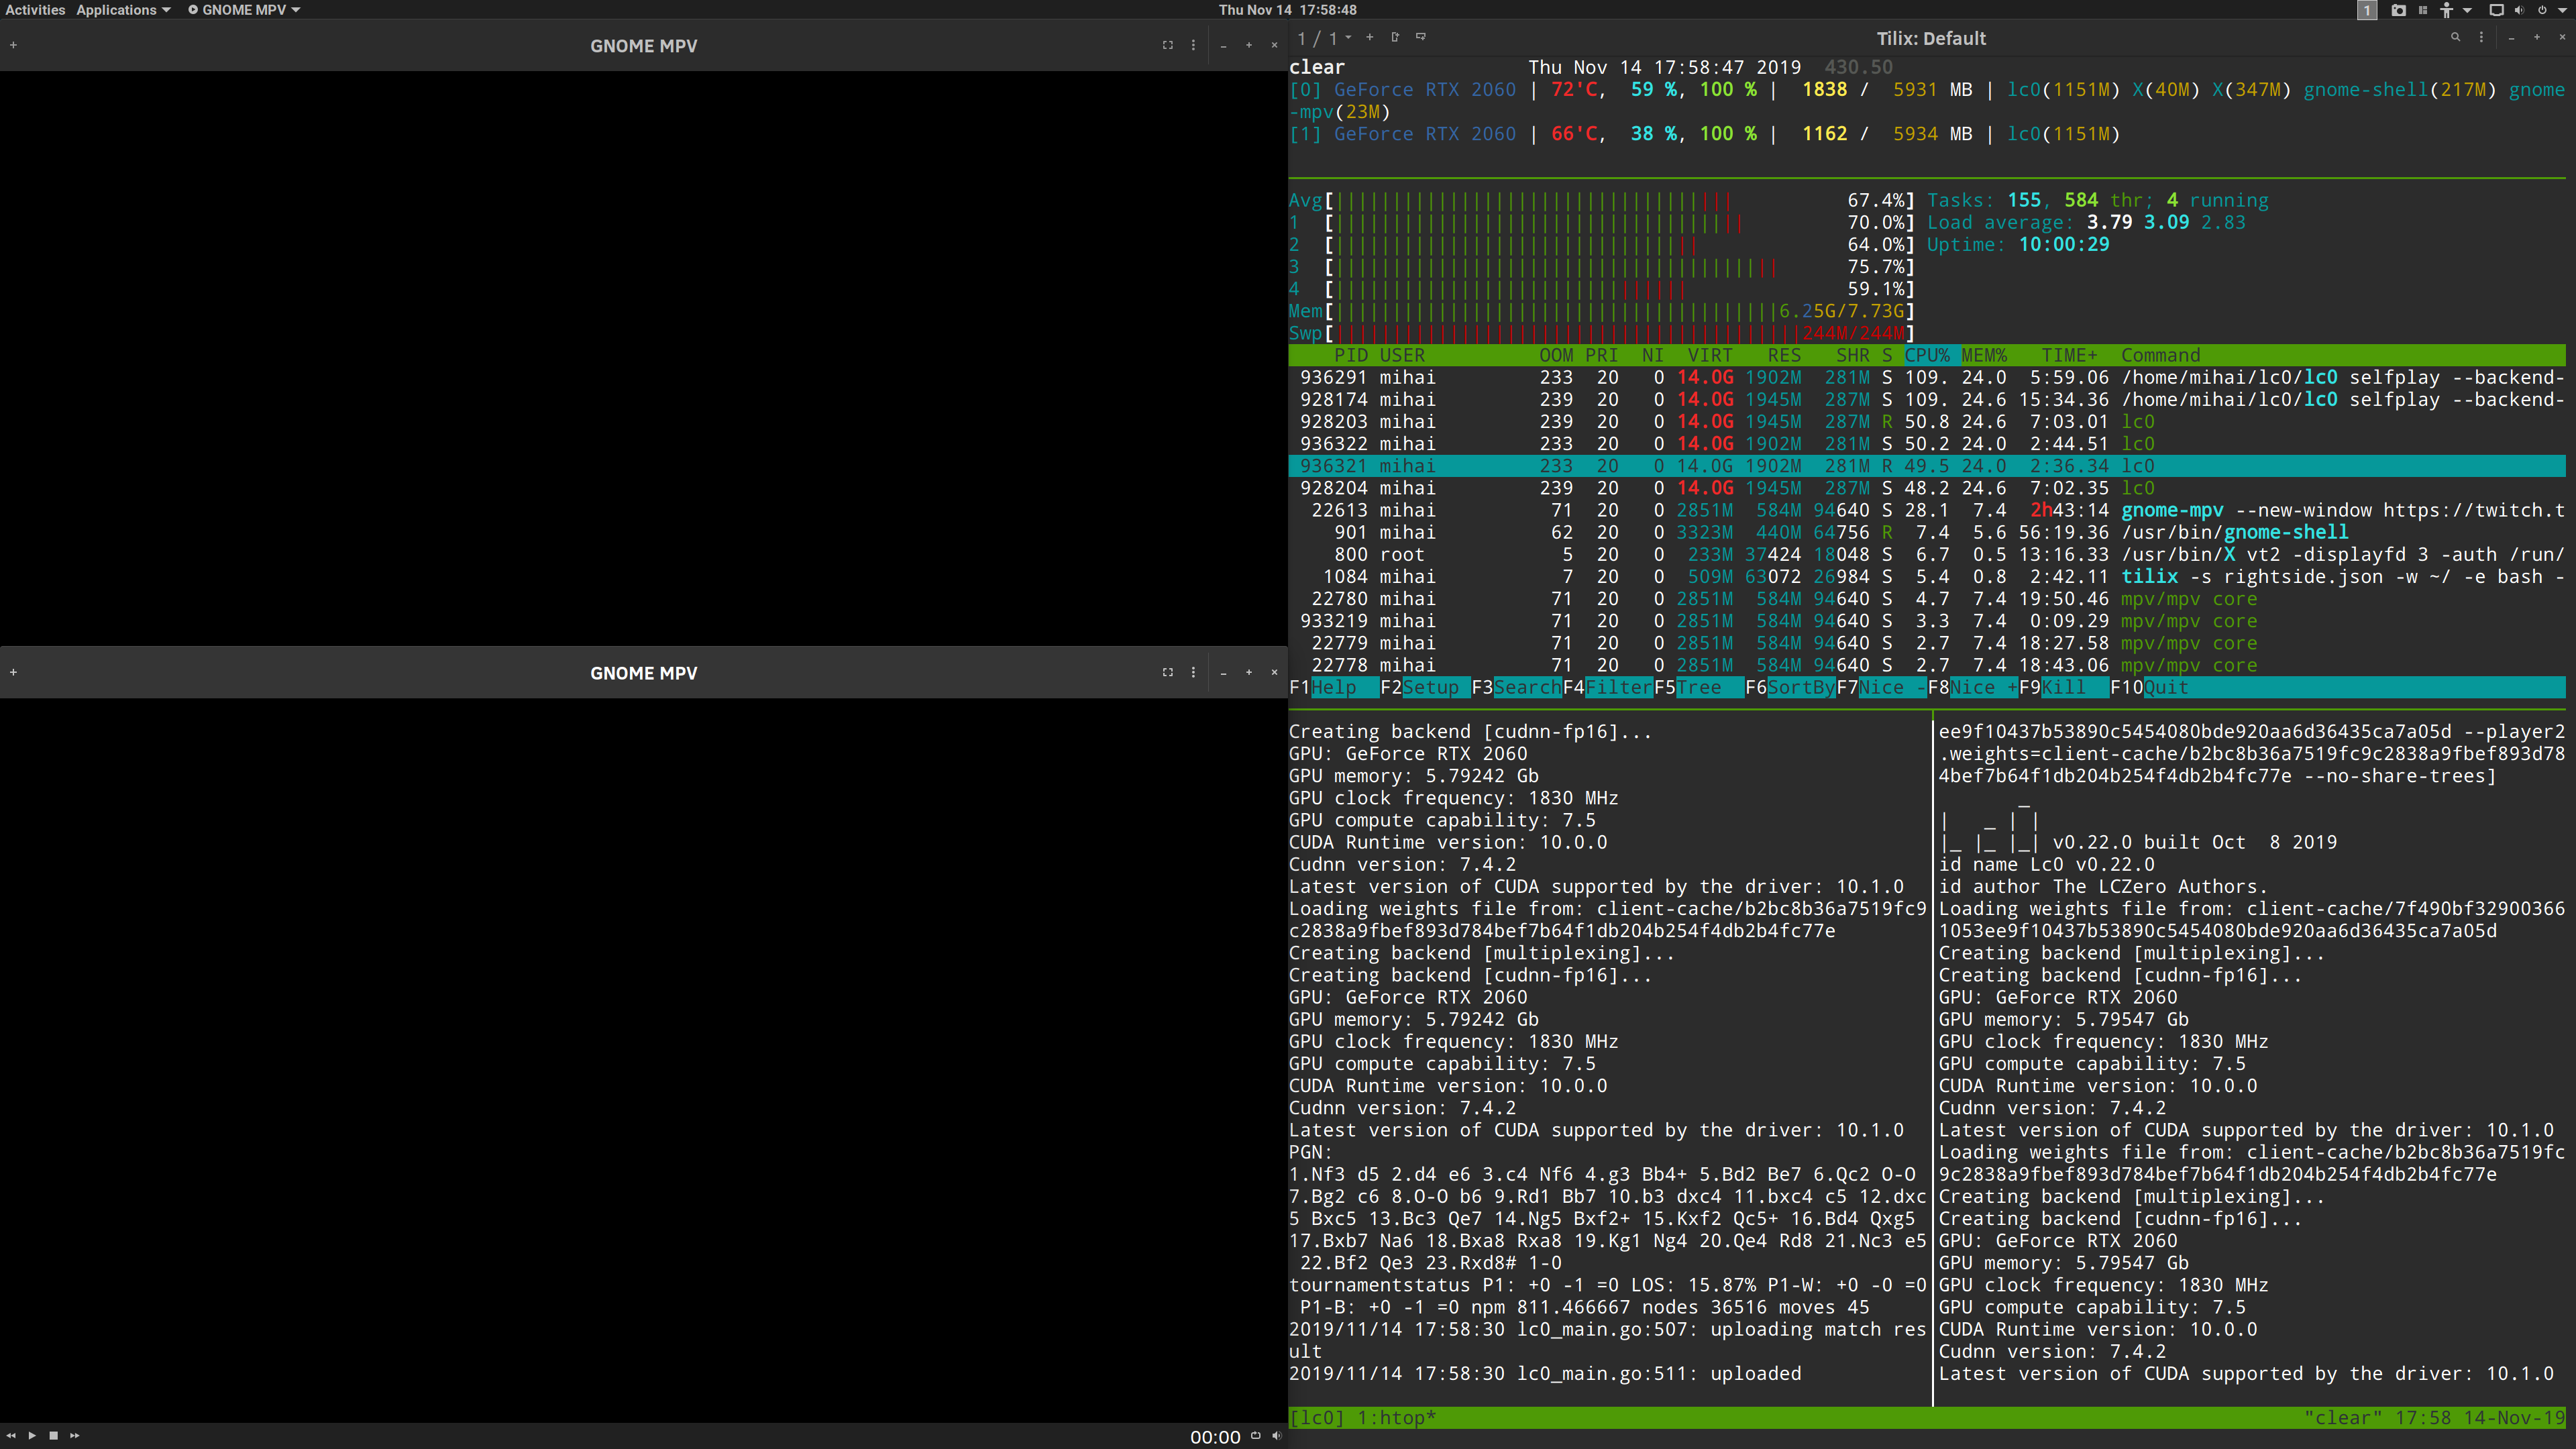 Activities Applications GNOME MPV Thu Nov 14 17:58:48 1
GNOME MPV
GNOME MPV
00:00
1 / 1 Tilix: Default
clear Thu Nov 14 17:58:47 2019 430.50
[0] GeForce RTX 2060 | 72'C, 59 %, 100 % | 1838 / 5931 MB | lc0(1151M) X(40M) X(347M) gnome-shell(217M) gnome
-mpv(23M)
[1] GeForce RTX 2060 | 66'C, 38 %, 100 % | 1162 / 5934 MB | lc0(1151M)
Avg[ 67.4%] Tasks: 155, 584 thr; 4 running
1 [ 70.0%] Load average: 3.79 3.09 2.83
2 [ 64.0%] Uptime: 10:00:29
3 [ 75.7%]
4 [ 59.1%]
Mem[ 6.25G/7.73G]
Swp[ 244M/244M]
PID USER OOM PRI NI VIRT RES SHR S CPU% MEM% TIME+ Command
936291 mihai 233 20 0 14.0G 1902M 281M S 109. 24.0 5:59.06 /home/mihai/lc0/lc0 selfplay --backend-
928174 mihai 239 20 0 14.0G 1945M 287M S 109. 24.6 15:34.36 /home/mihai/lc0/lc0 selfplay --backend-
928203 mihai 239 20 0 14.0G 1945M 287M R 50.8 24.6 7:03.01 lc0
936322 mihai 233 20 0 14.0G 1902M 281M S 50.2 24.0 2:44.51 lc0
936321 mihai 233 20 0 14.0G 1902M 281M R 49.5 24.0 2:36.34 lc0
928204 mihai 239 20 0 14.0G 1945M 287M S 48.2 24.6 7:02.35 lc0
22613 mihai 71 20 0 2851M 584M 94640 S 28.1 7.4 2h43:14 gnome-mpv --new-window https://twitch.t
901 mihai 62 20 0 3323M 440M 64756 R 7.4 5.6 56:19.36 /usr/bin/gnome-shell
800 root 5 20 0 233M 37424 18048 S 6.7 0.5 13:16.33 /usr/bin/X vt2 -displayfd 3 -auth /run/
1084 mihai 7 20 0 509M 63072 26984 S 5.4 0.8 2:42.11 tilix -s rightside.json -w ~/ -e bash -
22780 mihai 71 20 0 2851M 584M 94640 S 4.7 7.4 19:50.46 mpv/mpv core
933219 mihai 71 20 0 2851M 584M 94640 S 3.3 7.4 0:09.29 mpv/mpv core
22779 mihai 71 20 0 2851M 584M 94640 S 2.7 7.4 18:27.58 mpv/mpv core
22778 mihai 71 20 0 2851M 584M 94640 S 2.7 7.4 18:43.06 mpv/mpv core
F1Help F2Setup F3SearchF4FilterF5Tree F6SortByF7Nice -F8Nice +F9Kill F10Quit
Creating backend [cudnn-fp16]...
GPU: GeForce RTX 2060
GPU memory: 5.79242 Gb
GPU clock frequency: 1830 MHz
GPU compute capability: 7.5
CUDA Runtime version: 10.0.0
Cudnn version: 7.4.2
Latest version of CUDA supported by the driver: 10.1.0
Loading weights file from: client-cache/b2bc8b36a7519fc9
c2838a9fbef893d784bef7b64f1db204b254f4db2b4fc77e
Creating backend [multiplexing]...
Creating backend [cudnn-fp16]...
GPU: GeForce RTX 2060
GPU memory: 5.79242 Gb
GPU clock frequency: 1830 MHz
GPU compute capability: 7.5
CUDA Runtime version: 10.0.0
Cudnn version: 7.4.2
Latest version of CUDA supported by the driver: 10.1.0
PGN:
1.Nf3 d5 2.d4 e6 3.c4 Nf6 4.g3 Bb4+ 5.Bd2 Be7 6.Qc2 O-O
7.Bg2 c6 8.O-O b6 9.Rd1 Bb7 10.b3 dxc4 11.bxc4 c5 12.dxc
5 Bxc5 13.Bc3 Qe7 14.Ng5 Bxf2+ 15.Kxf2 Qc5+ 16.Bd4 Qxg5
17.Bxb7 Na6 18.Bxa8 Rxa8 19.Kg1 Ng4 20.Qe4 Rd8 21.Nc3 e5
22.Bf2 Qe3 23.Rxd8# 1-0
tournamentstatus P1: +0 -1 =0 LOS: 15.87% P1-W: +0 -0 =0
P1-B: +0 -1 =0 npm 811.466667 nodes 36516 moves 45
2019/11/14 17:58:30 lc0_main.go:507: uploading match res
ult
2019/11/14 17:58:30 lc0_main.go:511: uploaded
ee9f10437b53890c5454080bde920aa6d36435ca7a05d --player2
.weights=client-cache/b2bc8b36a7519fc9c2838a9fbef893d78
4bef7b64f1db204b254f4db2b4fc77e --no-share-trees]
_
| _ | |
|_ |_ |_| v0.22.0 built Oct 8 2019
id name Lc0 v0.22.0
id author The LCZero Authors.
Loading weights file from: client-cache/7f490bf32900366
1053ee9f10437b53890c5454080bde920aa6d36435ca7a05d
Creating backend [multiplexing]...
Creating backend [cudnn-fp16]...
GPU: GeForce RTX 2060
GPU memory: 5.79547 Gb
GPU clock frequency: 1830 MHz
GPU compute capability: 7.5
CUDA Runtime version: 10.0.0
Cudnn version: 7.4.2
Latest version of CUDA supported by the driver: 10.1.0
Loading weights file from: client-cache/b2bc8b36a7519fc
9c2838a9fbef893d784bef7b64f1db204b254f4db2b4fc77e
Creating backend [multiplexing]...
Creating backend [cudnn-fp16]...
GPU: GeForce RTX 2060
GPU memory: 5.79547 Gb
GPU clock frequency: 1830 MHz
GPU compute capability: 7.5
CUDA Runtime version: 10.0.0
Cudnn version: 7.4.2
Latest version of CUDA supported by the driver: 10.1.0
[lc0] 1:htop* "clear" 17:58 14-Nov-19